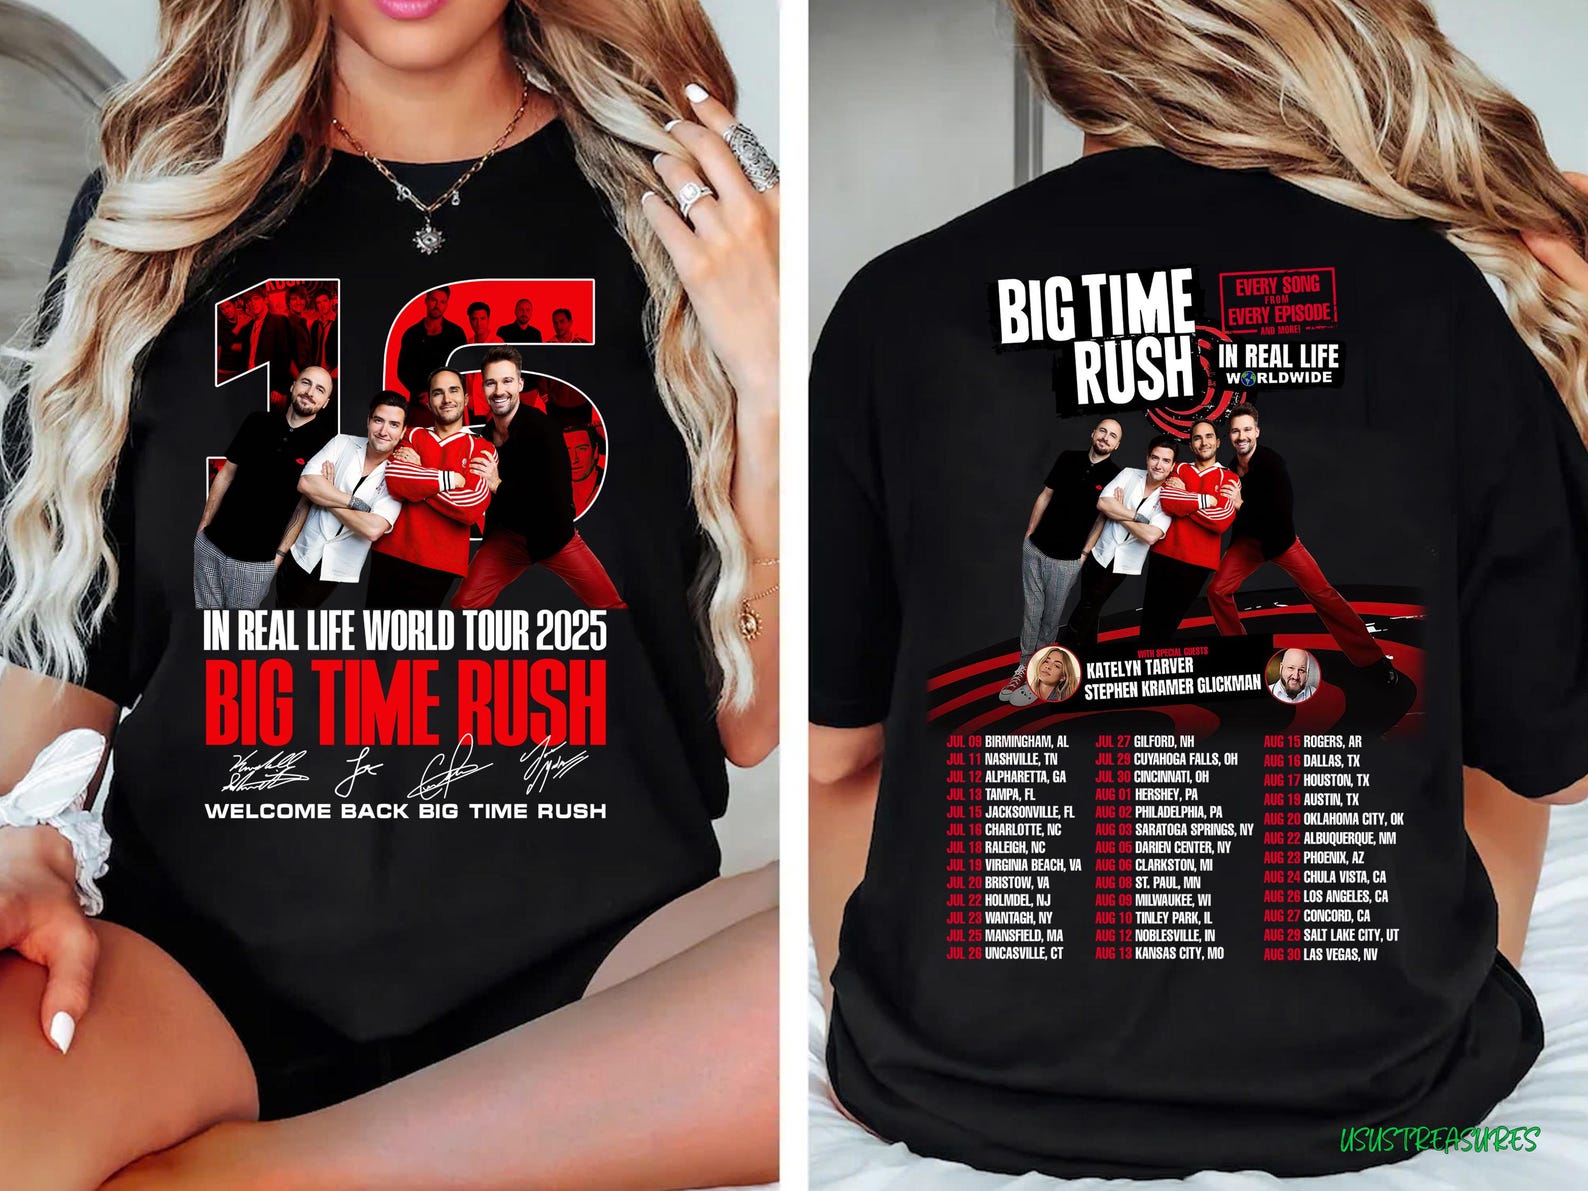 16
IN REAL LIFE WORLD TOUR 2025
BIG TIME RUSH
WELCOME BACK BIG TIME RUSH
BIG TIME
RUSH
EVERY SONG
FROM
EVERY EPISODE
AND MORE!
IN REAL LIFE
WORLDWIDE
WITH SPECIAL GUESTS
KATELYN TARVER
STEPHEN KRAMER GLICKMAN
JUL 09 BIRMINGHAM, AL
JUL 11 NASHVILLE, TN
JUL 12 ALPHARETTA, GA
JUL 13 TAMPA, FL
JUL 15 JACKSONVILLE, FL
JUL 16 CHARLOTTE, NC
JUL 18 RALEIGH, NC
JUL 19 VIRGINIA BEACH, VA
JUL 20 BRISTOW, VA
JUL 22 HOLMDEL, NJ
JUL 23 WANTAGH, NY
JUL 25 MANSFIELD, MA
JUL 26 UNCASVILLE, CT
JUL 27 GILFORD, NH
JUL 29 CUYAHOGA FALLS, OH
JUL 30 CINCINNATI, OH
AUG 01 HERSHEY, PA
AUG 02 PHILADELPHIA, PA
AUG 03 SARATOGA SPRINGS, NY
AUG 05 DARIEN CENTER, NY
AUG 06 CLARKSTON, MI
AUG 08 ST. PAUL, MN
AUG 09 MILWAUKEE, WI
AUG 10 TINLEY PARK, IL
AUG 12 NOBLESVILLE, IN
AUG 13 KANSAS CITY, MO
AUG 15 ROGERS, AR
AUG 16 DALLAS, TX
AUG 17 HOUSTON, TX
AUG 19 AUSTIN, TX
AUG 20 OKLAHOMA CITY, OK
AUG 22 ALBUQUERQUE, NM
AUG 23 PHOENIX, AZ
AUG 24 CHULA VISTA, CA
AUG 26 LOS ANGELES, CA
AUG 27 CONCORD, CA
AUG 29 SALT LAKE CITY, UT
AUG 30 LAS VEGAS, NV
USUSTREASURES